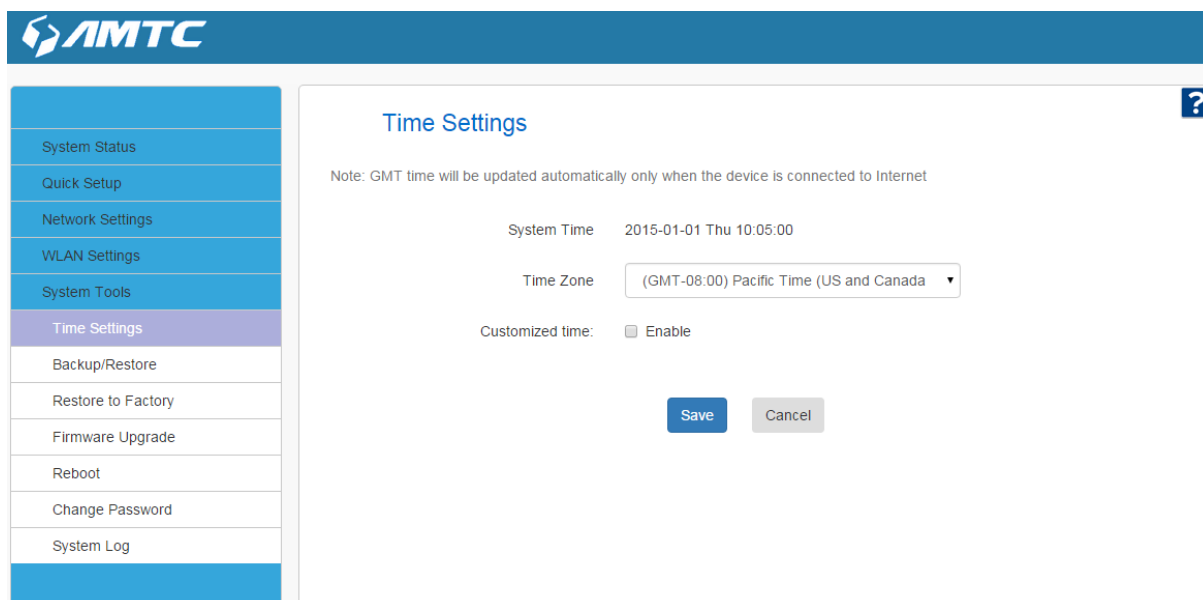 AMTC
?
Time Settings
System Status
Quick Setup
Network Settings
WLAN Settings
System Tools
Time Settings
Backup/Restore
Restore to Factory
Firmware Upgrade
Reboot
Change Password
System Log
Note: GMT time will be updated automatically only when the device is connected to Internet
System Time 2015-01-01 Thu 10:05:00
Time Zone (GMT-08:00) Pacific Time (US and Canada
Customized time: Enable
Save Cancel